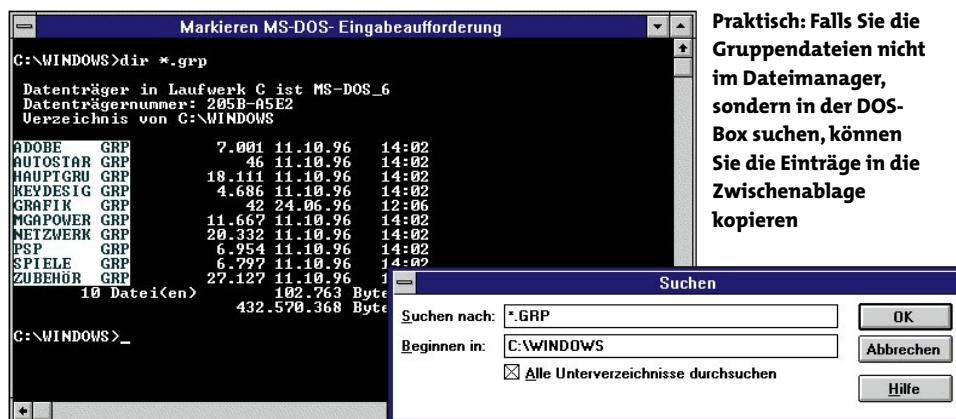 Markieren MS-DOS- Eingabeaufforderung
C:\WINDOWS>dir *.grp
Datenträger in Laufwerk C ist MS-DOS_6
Datenträgernummer: 205B-A5E2
Verzeichnis von C:\WINDOWS
ADOBE GRP 7.001 11.10.96 14:02
AUTOSTAR GRP 46 11.10.96 14:02
HAUPTGRU GRP 18.111 11.10.96 14:02
KEYDESIG GRP 4.686 11.10.96 14:02
GRAFIK GRP 42 24.06.96 12:06
MGAPOWER GRP 11.667 11.10.96 14:02
NETZWERK GRP 20.332 11.10.96 14:02
PSP GRP 6.954 11.10.96 14:02
SPIELE GRP 6.797 11.10.96 14:02
ZUBEHÖR GRP 27.127 11.10.96 1
10 Datei(en) 102.763 Byte
432.570.368 Byte
C:\WINDOWS>_
Praktisch: Falls Sie die
Gruppendateien nicht
im Dateimanager,
sondern in der DOS-
Box suchen, können
Sie die Einträge in die
Zwischenablage
kopieren
Suchen
Suchen nach: *.GRP
Beginnen in: C:\WINDOWS
Alle Unterverzeichnisse durchsuchen
OK
Abbrechen
Hilfe